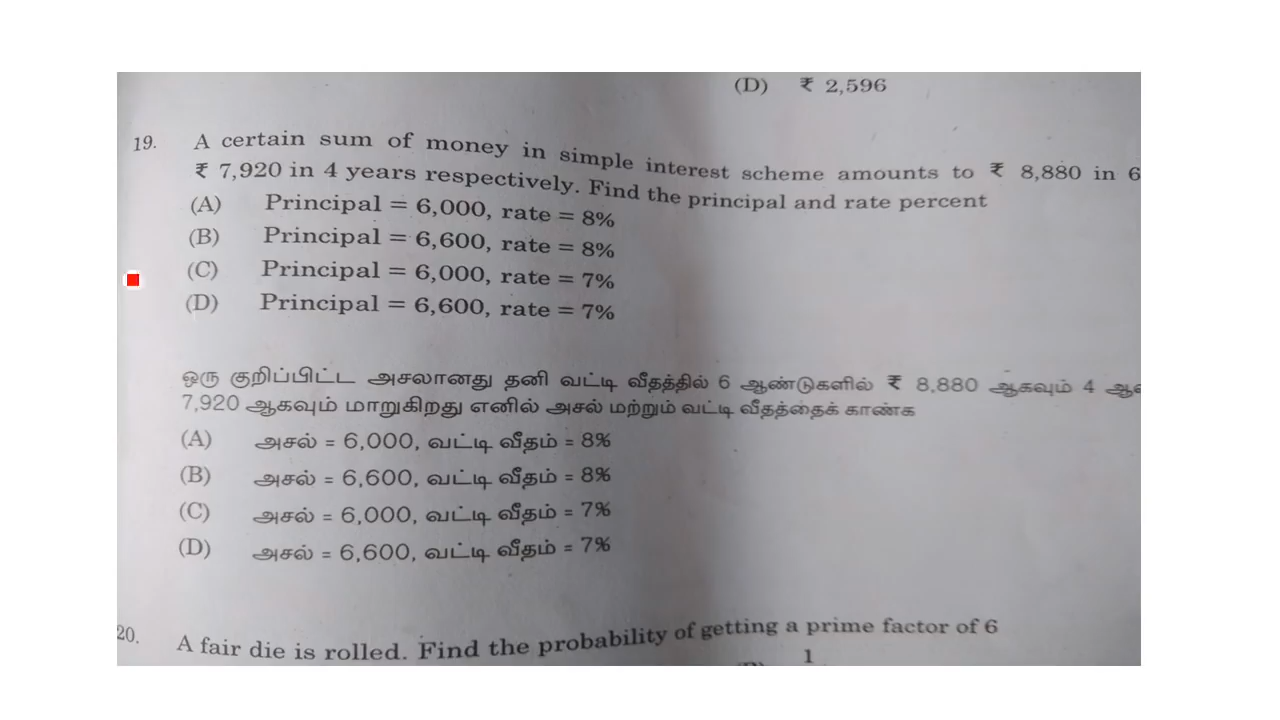 (D) ₹ 2,596
19. A certain sum of money in simple interest scheme amounts to ₹ 8,880 in 6
₹ 7,920 in 4 years respectively. Find the principal and rate percent
(A) Principal = 6,000, rate = 8%
(B) Principal = 6,600, rate = 8%
(C) Principal = 6,000, rate = 7%
(D) Principal = 6,600, rate = 7%
ஒரு குறிப்பிட்ட அசலானது தனி வட்டி வீதத்தில் 6 ஆண்டுகளில் ₹ 8,880 ஆகவும் 4
7,920 ஆகவும் மாறுகிறது எனில் அசல் மற்றும் வட்டி வீதத்தைக் காண்க
(A) அசல் = 6,000, வட்டி வீதம் = 8%
(B) அசல் = 6,600, வட்டி வீதம் = 8%
(C) அசல் = 6,000, வட்டி வீதம் = 7%
(D) அசல் = 6,600, வட்டி வீதம் = 7%
20. A fair die is rolled. Find the probability of getting a prime factor of 6
1